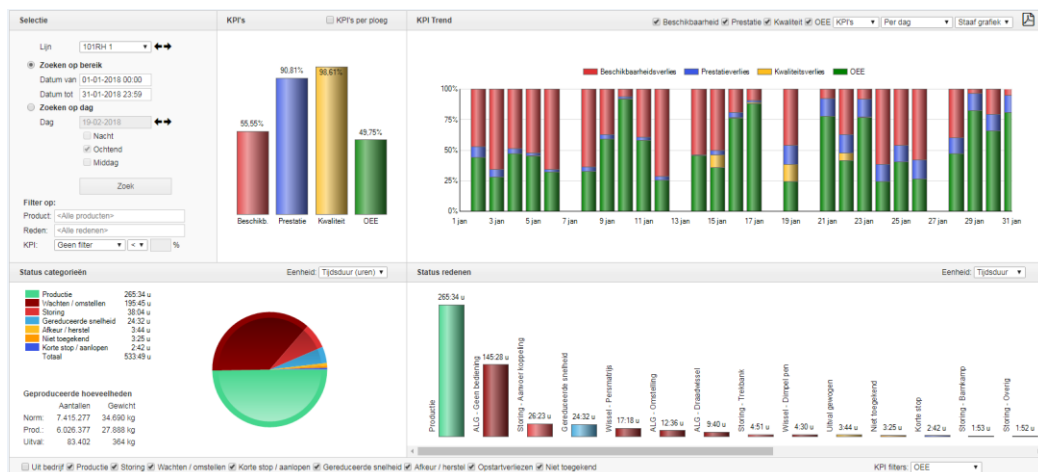 Selectie
Lijn 101RH 1
Zoeken op bereik
Datum van 01-01-2018 00:00
Datum tot 31-01-2018 23:59
Zoeken op dag
Dag 19-02-2018
Nacht
Ochtend
Middag
Zoek
Filter op:
Product: <Alle producten>
Reden: <Alle redenen>
KPI: Geen filter < %
KPI's KPI's per ploeg
55,55% 90,81% 98,61% 49,75%
Beschikb. Prestatie Kwaliteit OEE
KPI Trend Beschikbaarheid Prestatie Kwaliteit OEE KPI's Per dag Staaf grafiek
Beschikbaarheidsverlies Prestatieverlies Kwaliteitsverlies OEE
100%
75%
50%
25%
0%
1 jan 3 jan 5 jan 7 jan 9 jan 11 jan 13 jan 15 jan 17 jan 19 jan 21 jan 23 jan 25 jan 27 jan 29 jan 31 jan
Status categorieën Eenheid: Tijdsduur (uren)
Productie 265:34 u
Wachten / omstellen 195:45 u
Storing 38:04 u
Gereduceerde snelheid 24:32 u
Afkeur / herstel 3:44 u
Niet toegekend 3:25 u
Korte stop / aanlopen 2:42 u
Totaal 533:49 u
Geproduceerde hoeveelheden
Aantallen Gewicht
Norm: 7.415.277 34.690 kg
Prod.: 6.026.377 27.888 kg
Uitval: 83.402 364 kg
Status redenen Eenheid: Tijdsduur
Productie 265:34 u
ALG - Geen bediening 145:28 u
Storing - Aanvoer koppeling 26:23 u
Gereduceerde snelheid 24:32 u
Wissel - Persmatrijs 17:18 u
ALG - Omstelling 12:36 u
ALG - Draadwissel 9:40 u
Storing - Trekbank 4:51 u
Wissel - Dimpel pen 4:30 u
Uitval gewogen 3:44 u
Niet toegekend 3:25 u
Korte stop 2:42 u
Storing - Barnkamp 1:53 u
Storing - Overig 1:52 u
Uit bedrijf Productie Storing Wachten / omstellen Korte stop / aanlopen Gereduceerde snelheid Afkeur / herstel Opstartverliezen Niet toegekend KPI filters: OEE